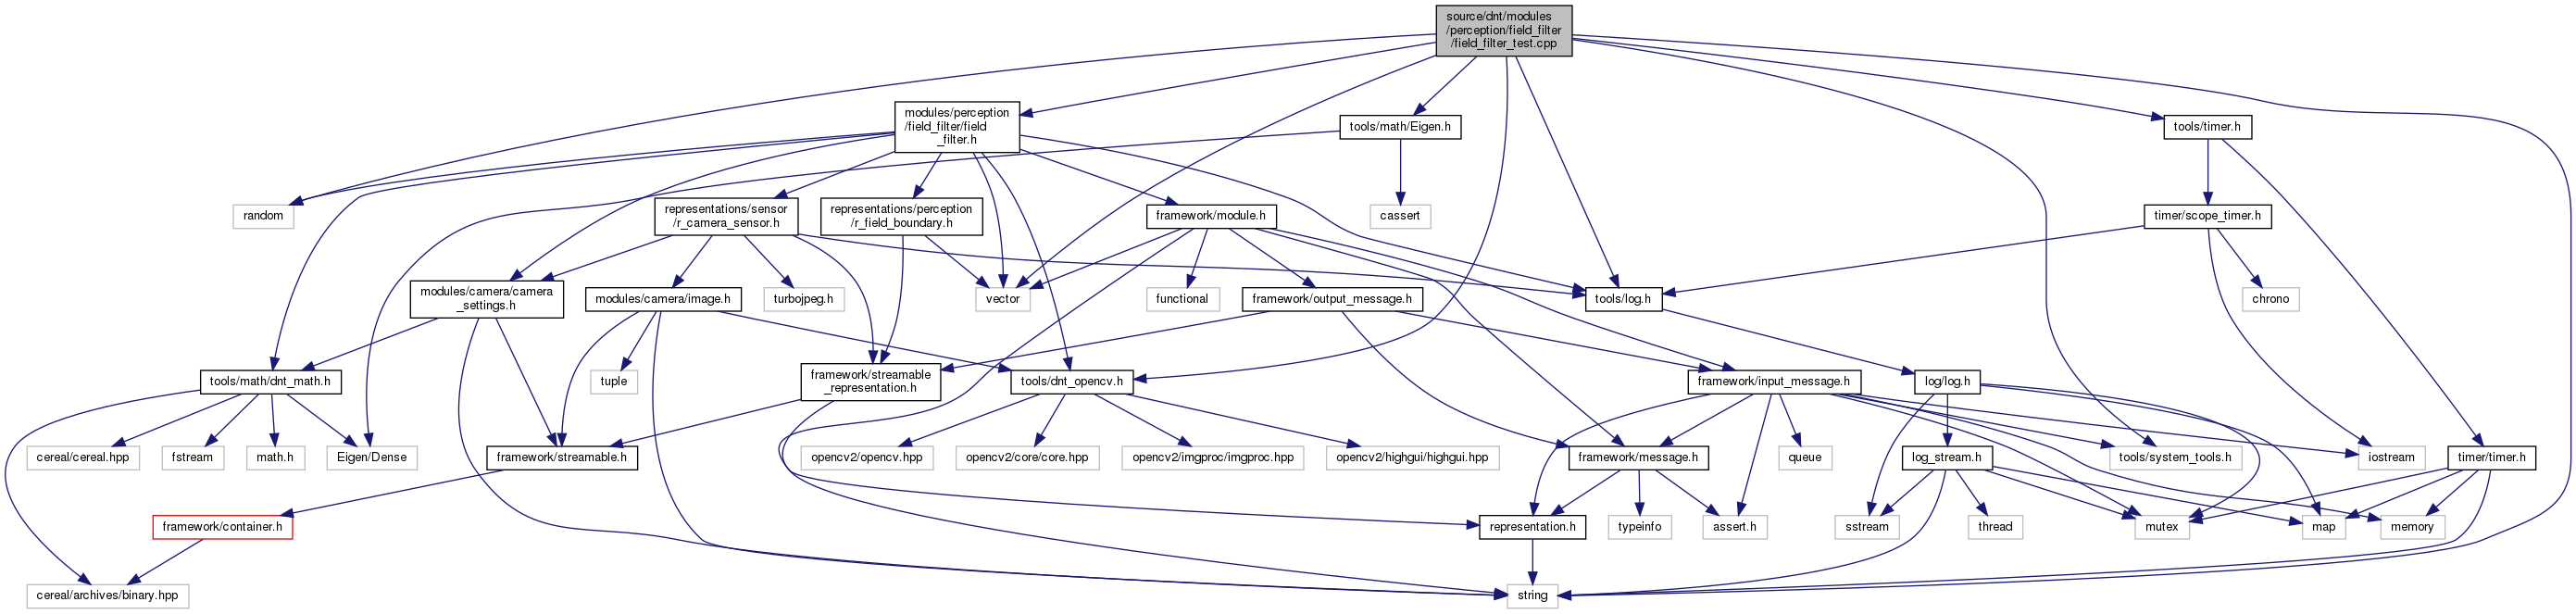 source/dnt/modules
/perception/field_filter
/field_filter_test.cpp
modules/perception
/field_filter/field
_filter.h
tools/math/Eigen.h
tools/timer.h
random
representations/sensor
/r_camera_sensor.h
representations/perception
/r_field_boundary.h
framework/module.h
cassert
timer/scope_timer.h
modules/camera/camera
_settings.h
modules/camera/image.h
turbojpeg.h
vector
functional
framework/output_message.h
tools/log.h
chrono
tools/math/dnt_math.h
tuple
framework/streamable
_representation.h
tools/dnt_opencv.h
framework/input_message.h
log/log.h
cereal/cereal.hpp
fstream
math.h
Eigen/Dense
framework/streamable.h
opencv2/opencv.hpp
opencv2/core/core.hpp
opencv2/imgproc/imgproc.hpp
opencv2/highgui/highgui.hpp
framework/message.h
queue
log_stream.h
tools/system_tools.h
iostream
timer/timer.h
framework/container.h
representation.h
typeinfo
assert.h
sstream
thread
mutex
map
memory
cereal/archives/binary.hpp
string